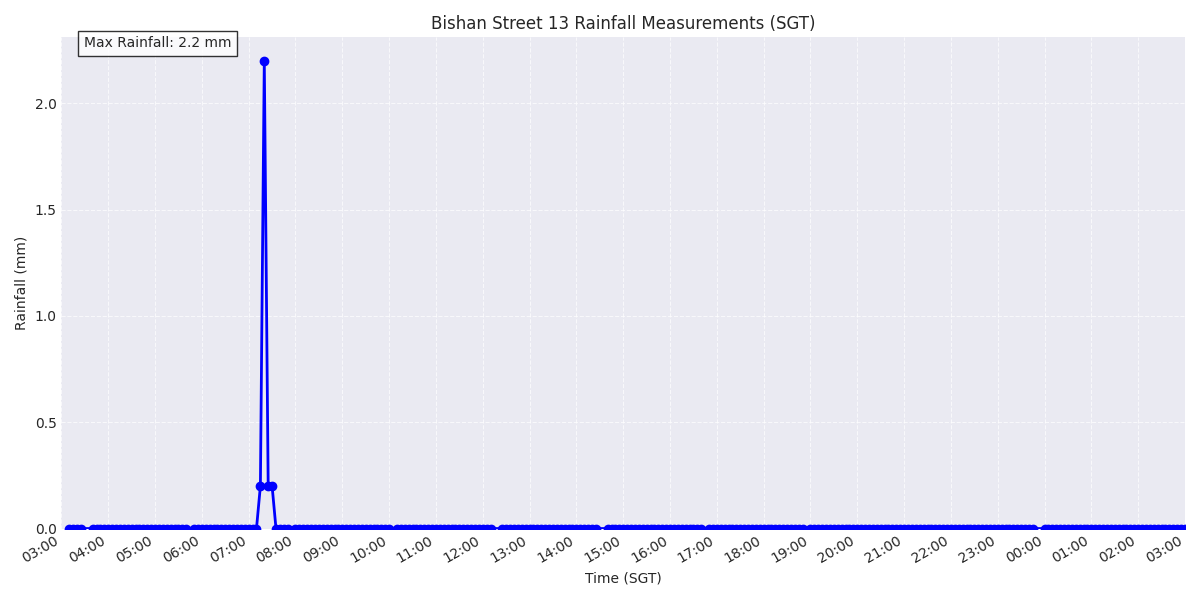 Bishan Street 13 Rainfall Measurements (SGT)
Max Rainfall: 2.2 mm
2.0
1.5
1.0
0.5
0.0
Rainfall (mm)
03:00 04:00 05:00 06:00 07:00 08:00 09:00 10:00 11:00 12:00 13:00 14:00 15:00 16:00 17:00 18:00 19:00 20:00 21:00 22:00 23:00 00:00 01:00 02:00 03:00
Time (SGT)